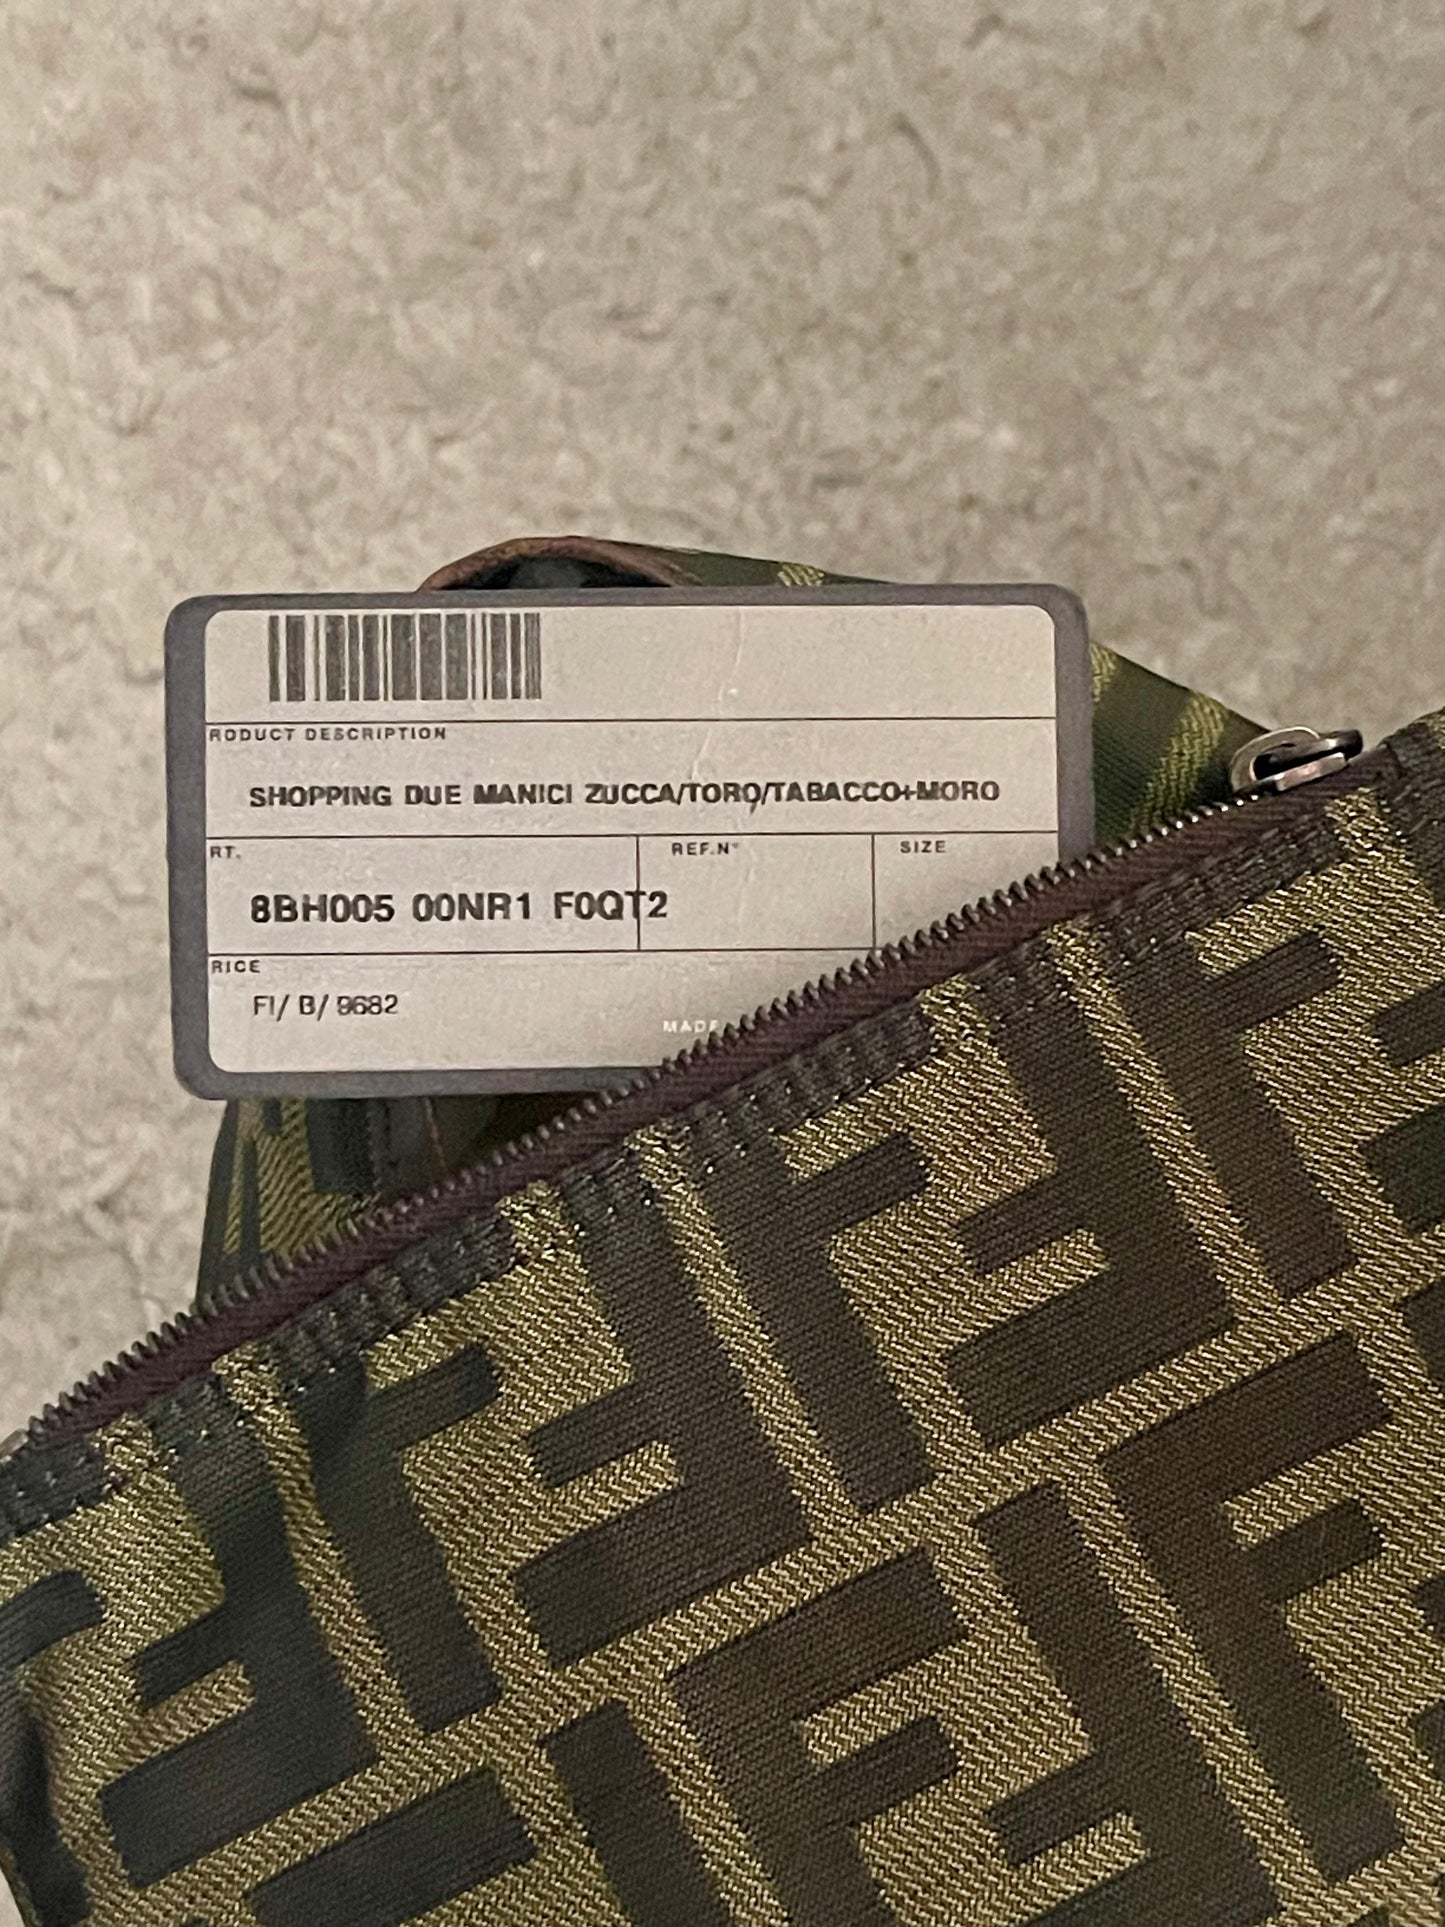 RODUCT DESCRIPTION
SHOPPING DUE MANICI ZUCCA/TORO/TABACCO+MORO
RT. REF.N° SIZE
8BH005 00NR1 F0QT2
RICE
FI/ B/ 9682
MADE